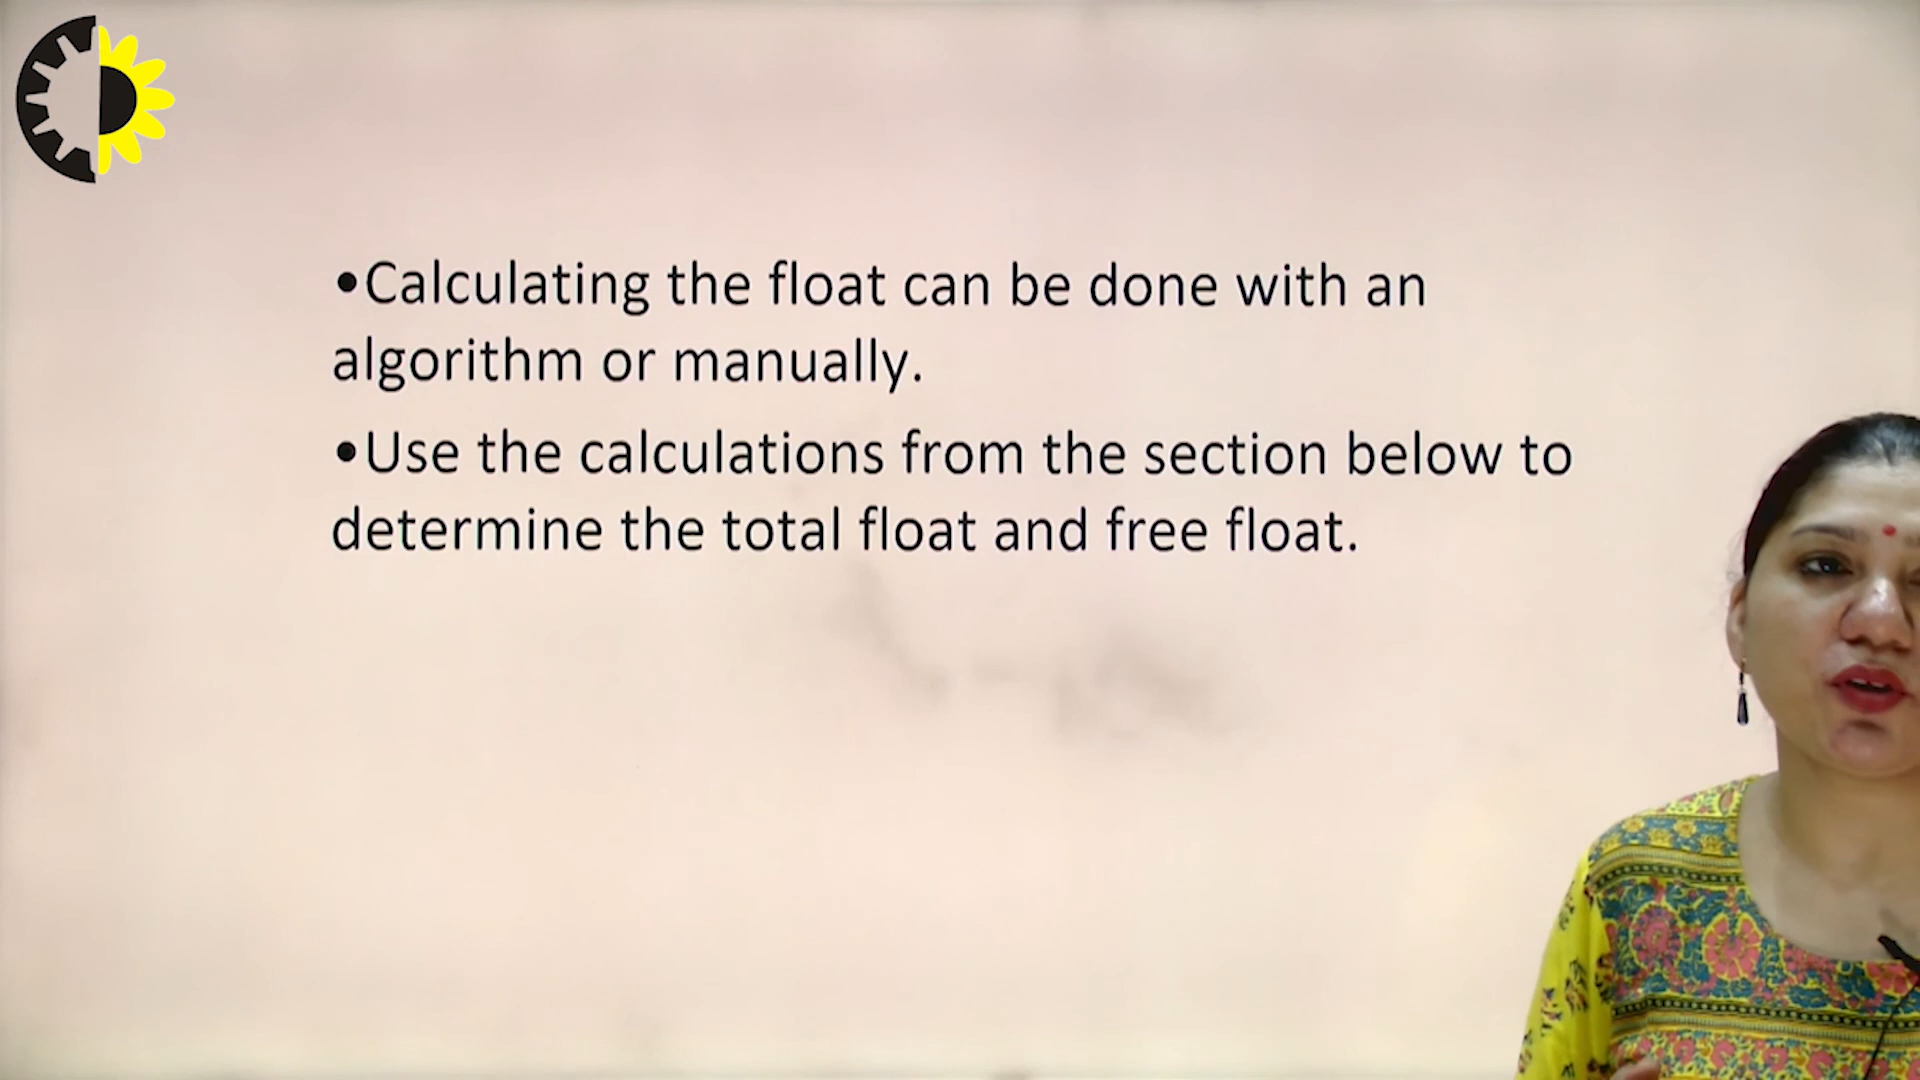 •Calculating the float can be done with an
algorithm or manually.
•Use the calculations from the section below to
determine the total float and free float.